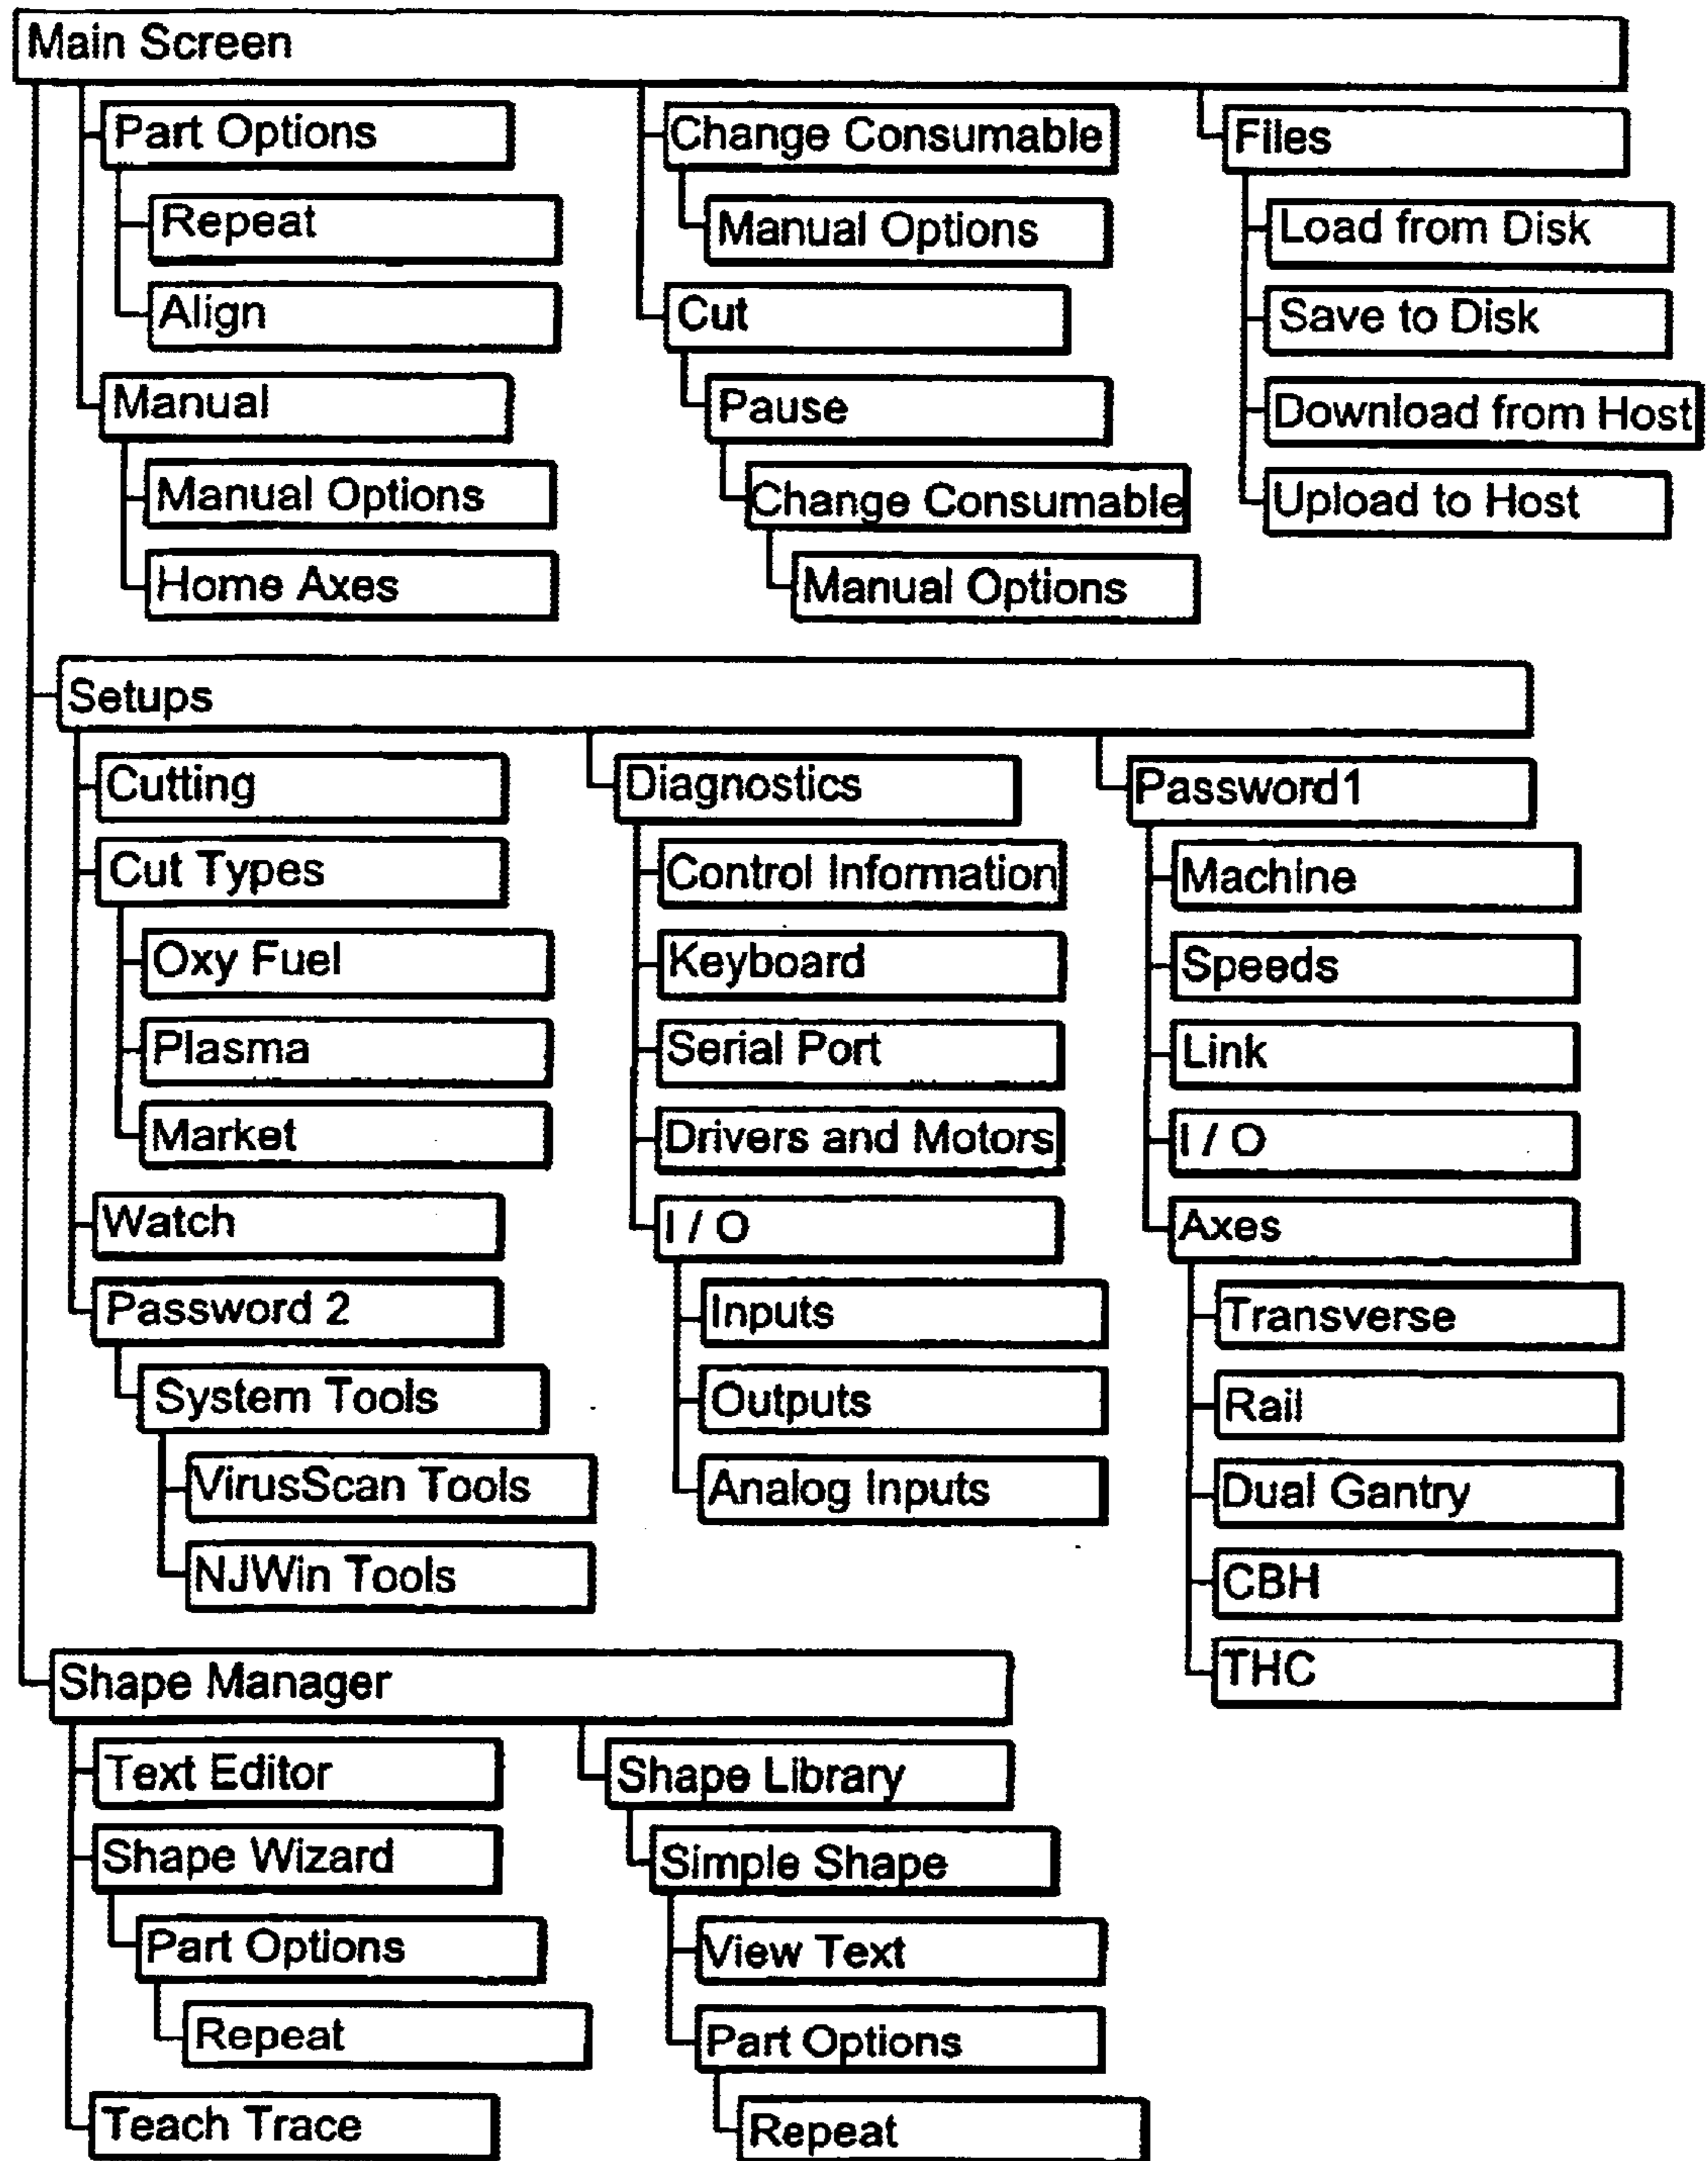 Main Screen
Part Options
Repeat
Align
Manual
Manual Options
Home Axes
Change Consumable
Manual Options
Cut
Pause
Change Consumable
Manual Options
Files
Load from Disk
Save to Disk
Download from Host
Upload to Host
Setups
Cutting
Cut Types
Oxy Fuel
Plasma
Market
Watch
Password 2
System Tools
VirusScan Tools
NJWin Tools
Diagnostics
Control Information
Keyboard
Serial Port
Drivers and Motors
I / O
Inputs
Outputs
Analog Inputs
Password1
Machine
Speeds
Link
I / O
Axes
Transverse
Rail
Dual Gantry
CBH
THC
Shape Manager
Text Editor
Shape Wizard
Part Options
Repeat
Teach Trace
Shape Library
Simple Shape
View Text
Part Options
Repeat